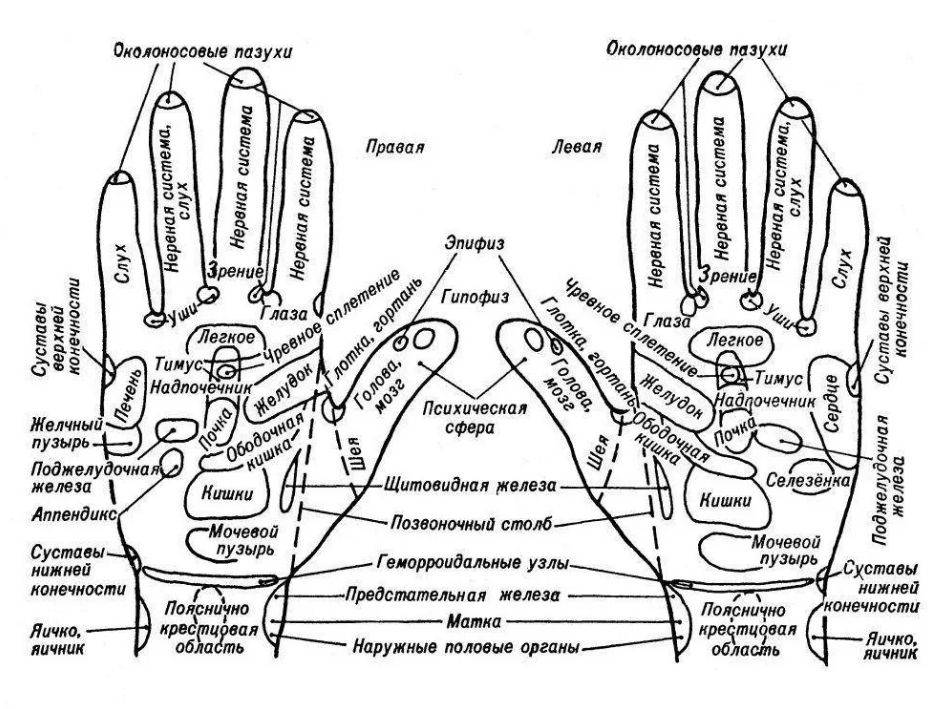 Околоносовые пазухи
Околоносовые пазухи
Правая
Левая
Слух
Нервная система,
слух
Нервная система
Нервная система
Нервная система
Нервная система
Нервная система,
слух
Слух
Эпифиз
Гипофиз
Зрение
Уши
Глаза
Зрение
Уши
Глаза
Суставы
верхней
конечности
Суставы верхней
конечности
Легкое
Чревное сплетение
Тимус
Надпочечник
Глотка, гортань
Желудок
Печень
Почка
Ободочная
кишка
Голова,
мозг
Шея
Психическая
сфера
Легкое
Чревное сплетение
Тимус
Надпочечник
Глотка, гортань
Желудок
Сердце
Почка
Ободочная
кишка
Голова,
мозг
Шея
Желчный
пузырь
Поджелудочная
железа
Аппендикс
Кишки
Щитовидная железа
Кишки
Селезёнка
Поджелудочная
железа
Позвоночный столб
Мочевой
пузырь
Мочевой
пузырь
Суставы
нижней
конечности
Геморроидальные узлы
Суставы
нижней
конечности
Предстательная железа
Пояснично
крестцовая
область
Матка
Пояснично
крестцовая
область
Яичко,
яичник
Наружные половые органы
Яичко,
яичник